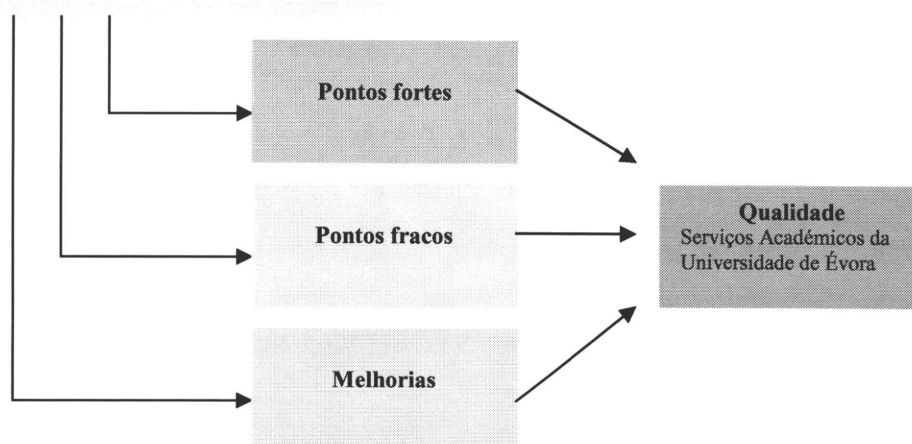 Pontos fortes
Pontos fracos
Melhorias
Qualidade
Serviços Académicos da
Universidade de Évora